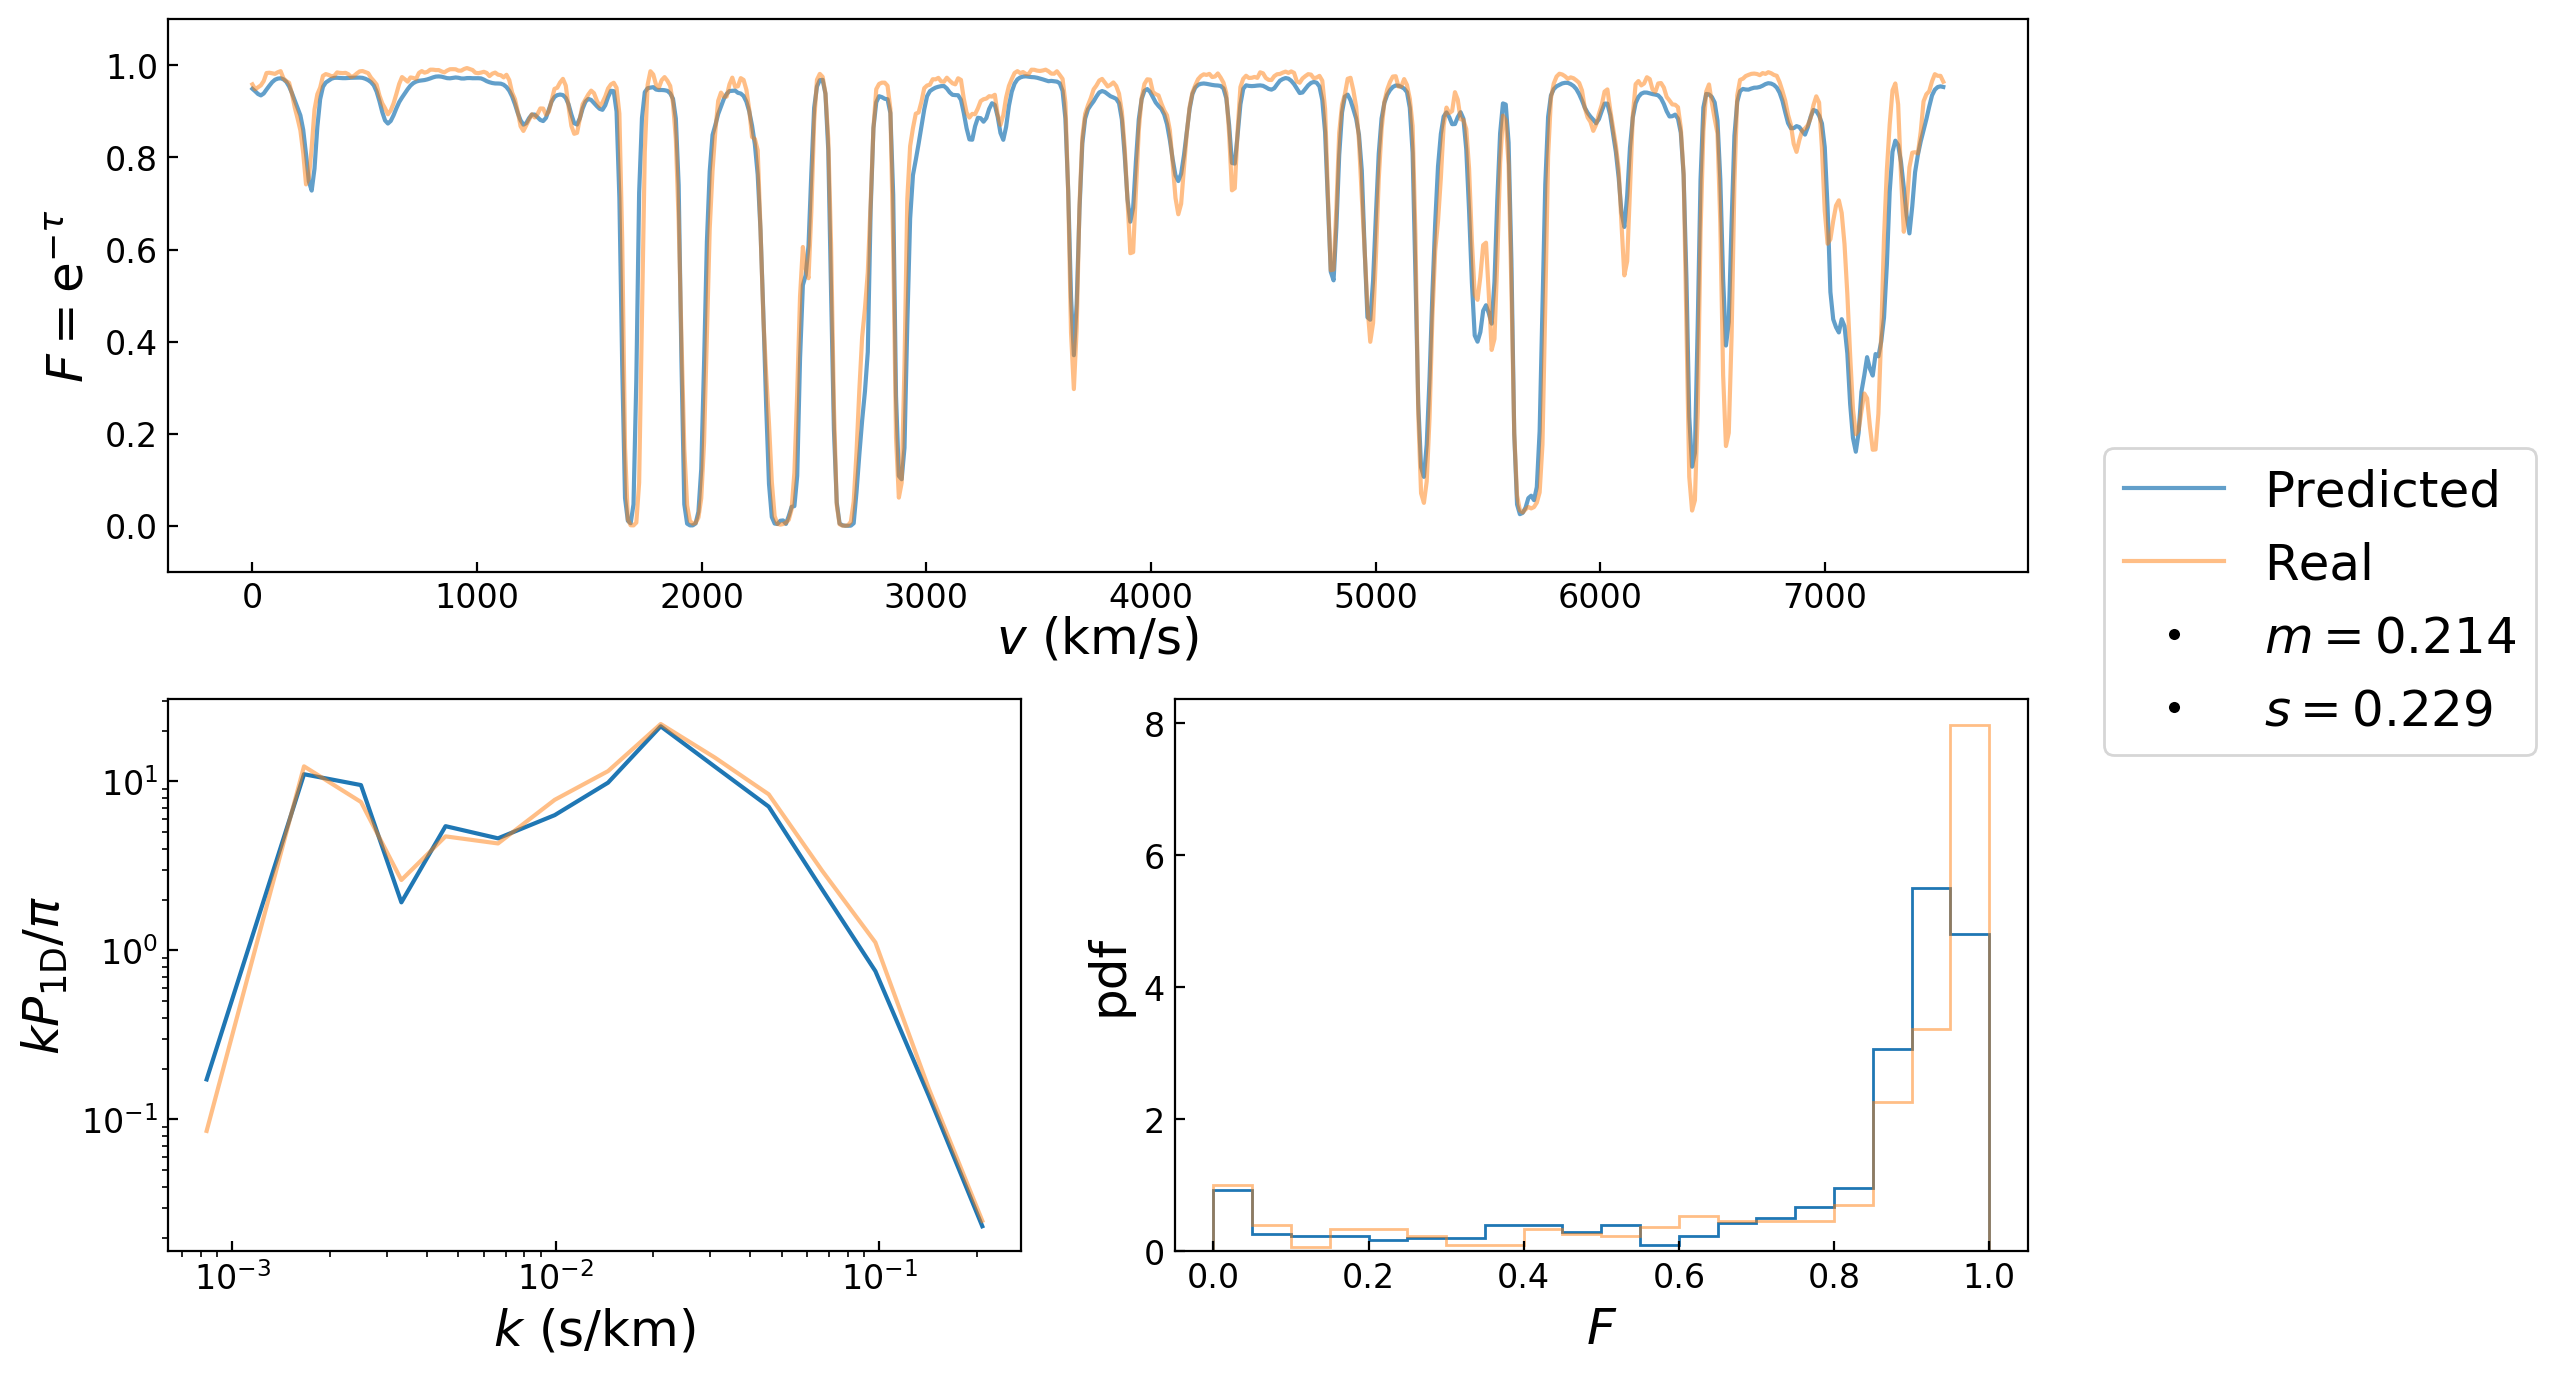 1.0
0.8
0.6
0.4
0.2
0.0
F = e^{-τ}
0 1000 2000 3000 4000 5000 6000 7000
v (km/s)
Predicted
Real
m = 0.214
s = 0.229
10^1
10^0
10^{-1}
kP_{1D}/π
10^{-3} 10^{-2} 10^{-1}
k (s/km)
8
6
4
2
0
pdf
0.0 0.2 0.4 0.6 0.8 1.0
F